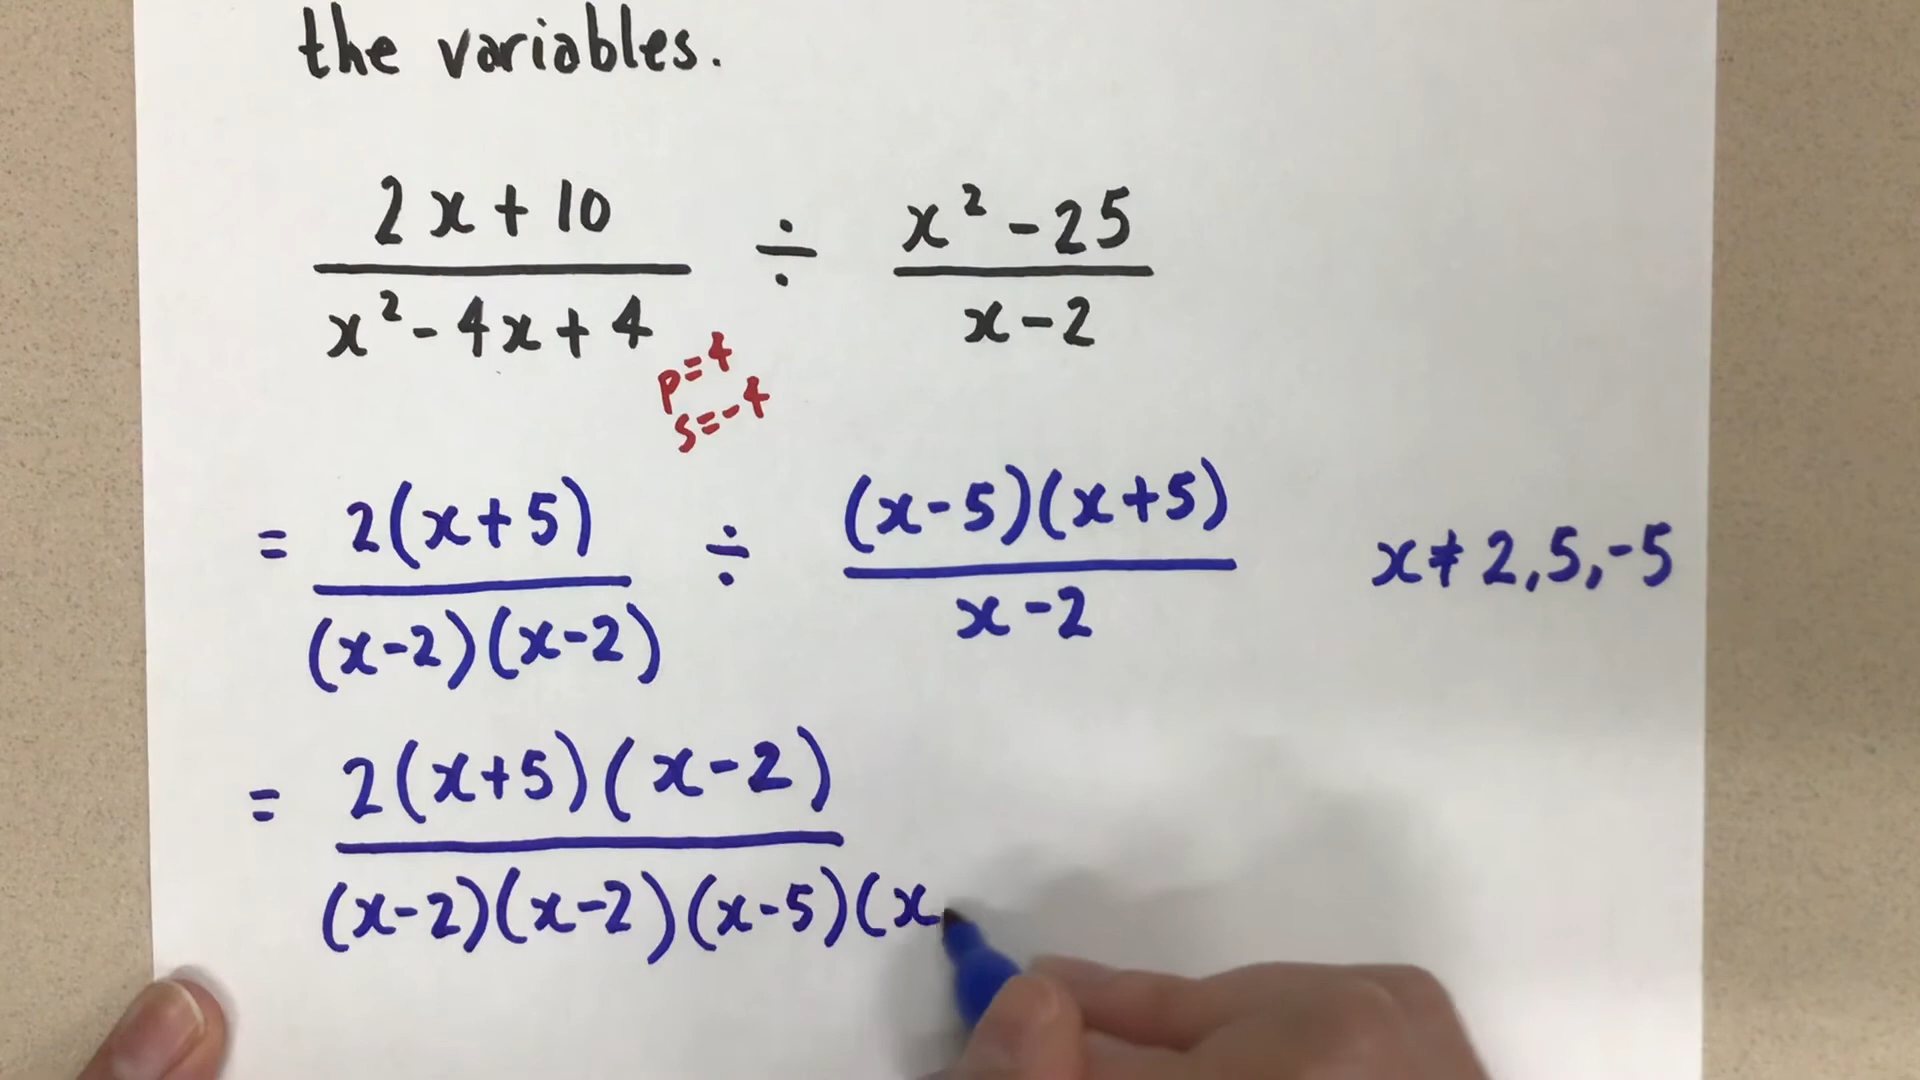 the variables.
2x+10 ÷ x²-25
x²-4x+4 x-2
p=4
s=-4
= 2(x+5) ÷ (x-5)(x+5) x≠2,5,-5
(x-2)(x-2) x-2
= 2(x+5)(x-2)
(x-2)(x-2)(x-5)(x